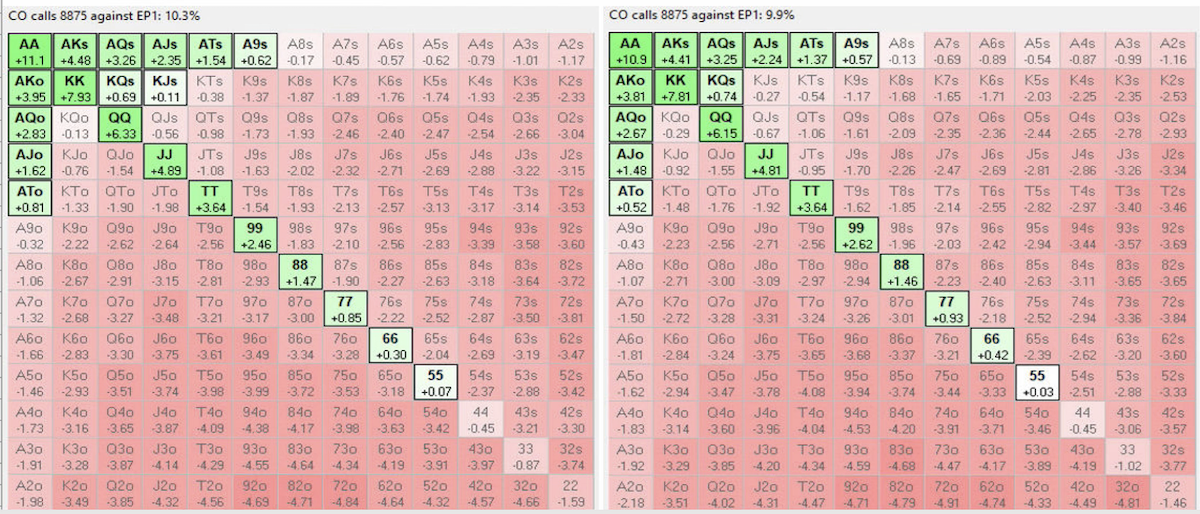 CO calls 8875 against EP1: 10.3%
AA AKs AQs AJs ATs A9s A8s A7s A6s A5s A4s A3s A2s
+11.1 +4.48 +3.26 +2.35 +1.54 +0.62 -0.17 -0.45 -0.57 -0.62 -0.79 -1.01 -1.17
AKo KK KQs KJs KTs K9s K8s K7s K6s K5s K4s K3s K2s
+3.95 +7.93 +0.69 +0.11 -0.38 -1.37 -1.87 -1.89 -1.76 -1.74 -1.93 -2.35 -2.33
AQo KQo QQ QJs QTs Q9s Q8s Q7s Q6s Q5s Q4s Q3s Q2s
+2.83 -0.13 +6.33 -0.56 -0.98 -1.73 -1.93 -2.46 -2.40 -2.47 -2.54 -2.66 -3.04
AJo KJo QJo JJ JTs J9s J8s J7s J6s J5s J4s J3s J2s
+1.62 -0.76 -1.54 +4.89 -1.08 -1.63 -2.02 -2.32 -2.71 -2.69 -2.88 -3.22 -3.15
ATo KTo QTo JTo TT T9s T8s T7s T6s T5s T4s T3s T2s
+0.81 -1.33 -1.90 -1.98 +3.64 -1.54 -1.93 -2.13 -2.57 -3.13 -3.17 -3.14 -3.53
A9o K9o Q9o J9o T9o 99 98s 97s 96s 95s 94s 93s 92s
-0.32 -2.22 -2.62 -2.64 -2.56 +2.46 -1.83 -2.10 -2.56 -2.83 -3.39 -3.58 -3.60
A8o K8o Q8o J8o T8o 98o 88 87s 86s 85s 84s 83s 82s
-1.06 -2.67 -2.91 -3.15 -2.81 -2.93 +1.47 -1.90 -2.27 -2.63 -3.18 -3.64 -3.72
A7o K7o Q7o J7o T7o 97o 87o 77 76s 75s 74s 73s 72s
-1.32 -2.68 -3.27 -3.48 -3.21 -3.17 -3.00 +0.85 -2.22 -2.52 -2.87 -3.50 -3.81
A6o K6o Q6o J6o T6o 96o 86o 76o 66 65s 64s 63s 62s
-1.66 -2.83 -3.30 -3.75 -3.61 -3.49 -3.34 -3.28 +0.30 -2.04 -2.69 -3.19 -3.47
A5o K5o Q5o J5o T5o 95o 85o 75o 65o 55 54s 53s 52s
-1.46 -2.93 -3.51 -3.74 -3.98 -3.99 -3.72 -3.53 -3.18 +0.07 -2.37 -2.88 -3.42
A4o K4o Q4o J4o T4o 94o 84o 74o 64o 54o 44 43s 42s
-1.73 -3.16 -3.65 -3.87 -4.09 -4.38 -4.17 -3.98 -3.63 -3.42 -0.45 -3.21 -3.30
A3o K3o Q3o J3o T3o 93o 83o 73o 63o 53o 43o 33 32s
-1.91 -3.28 -3.87 -4.14 -4.29 -4.55 -4.64 -4.34 -4.19 -3.91 -3.97 -0.87 -3.74
A2o K2o Q2o J2o T2o 92o 82o 72o 62o 52o 42o 32o 22
-1.98 -3.49 -3.85 -4.32 -4.56 -4.69 -4.71 -4.84 -4.64 -4.32 -4.57 -4.66 -1.59
CO calls 8875 against EP1: 9.9%
AA AKs AQs AJs ATs A9s A8s A7s A6s A5s A4s A3s A2s
+10.9 +4.41 +3.25 +2.24 +1.37 +0.57 -0.13 -0.69 -0.89 -0.54 -0.87 -0.99 -1.16
AKo KK KQs KJs KTs K9s K8s K7s K6s K5s K4s K3s K2s
+3.81 +7.81 +0.74 -0.27 -0.54 -1.17 -1.68 -1.65 -1.71 -2.03 -2.25 -2.35 -2.53
AQo KQo QQ QJs QTs Q9s Q8s Q7s Q6s Q5s Q4s Q3s Q2s
+2.67 -0.29 +6.15 -0.67 -1.06 -1.61 -2.09 -2.35 -2.36 -2.44 -2.65 -2.78 -2.93
AJo KJo QJo JJ JTs J9s J8s J7s J6s J5s J4s J3s J2s
+1.48 -0.92 -1.55 +4.81 -0.95 -1.70 -2.26 -2.47 -2.69 -2.81 -2.86 -3.26 -3.34
ATo KTo QTo JTo TT T9s T8s T7s T6s T5s T4s T3s T2s
+0.52 -1.48 -1.76 -1.92 +3.64 -1.62 -1.85 -2.14 -2.55 -2.82 -2.97 -3.40 -3.46
A9o K9o Q9o J9o T9o 99 98s 97s 96s 95s 94s 93s 92s
-0.43 -2.23 -2.56 -2.71 -2.56 +2.62 -1.96 -2.03 -2.42 -2.94 -3.44 -3.57 -3.69
A8o K8o Q8o J8o T8o 98o 88 87s 86s 85s 84s 83s 82s
-1.07 -2.71 -3.00 -3.09 -2.97 -2.94 +1.46 -2.23 -2.40 -2.63 -3.11 -3.65 -3.65
A7o K7o Q7o J7o T7o 97o 87o 77 76s 75s 74s 73s 72s
-1.50 -2.72 -3.28 -3.31 -3.24 -3.26 -3.01 +0.93 -2.18 -2.52 -2.94 -3.36 -3.84
A6o K6o Q6o J6o T6o 96o 86o 76o 66 65s 64s 63s 62s
-1.81 -2.84 -3.24 -3.75 -3.65 -3.68 -3.37 -3.21 +0.42 -2.39 -2.62 -3.20 -3.60
A5o K5o Q5o J5o T5o 95o 85o 75o 65o 55 54s 53s 52s
-1.62 -2.94 -3.47 -3.78 -4.08 -3.94 -3.74 -3.44 -3.33 +0.03 -2.51 -2.88 -3.33
A4o K4o Q4o J4o T4o 94o 84o 74o 64o 54o 44 43s 42s
-1.83 -3.14 -3.60 -3.96 -4.04 -4.53 -4.20 -3.91 -3.71 -3.46 -0.45 -3.06 -3.57
A3o K3o Q3o J3o T3o 93o 83o 73o 63o 53o 43o 33 32s
-1.92 -3.29 -3.85 -4.20 -4.34 -4.59 -4.68 -4.47 -4.17 -3.89 -4.19 -1.02 -3.77
A2o K2o Q2o J2o T2o 92o 82o 72o 62o 52o 42o 32o 22
-2.18 -3.51 -4.02 -4.31 -4.47 -4.71 -4.79 -4.91 -4.74 -4.33 -4.49 -4.81 -1.46